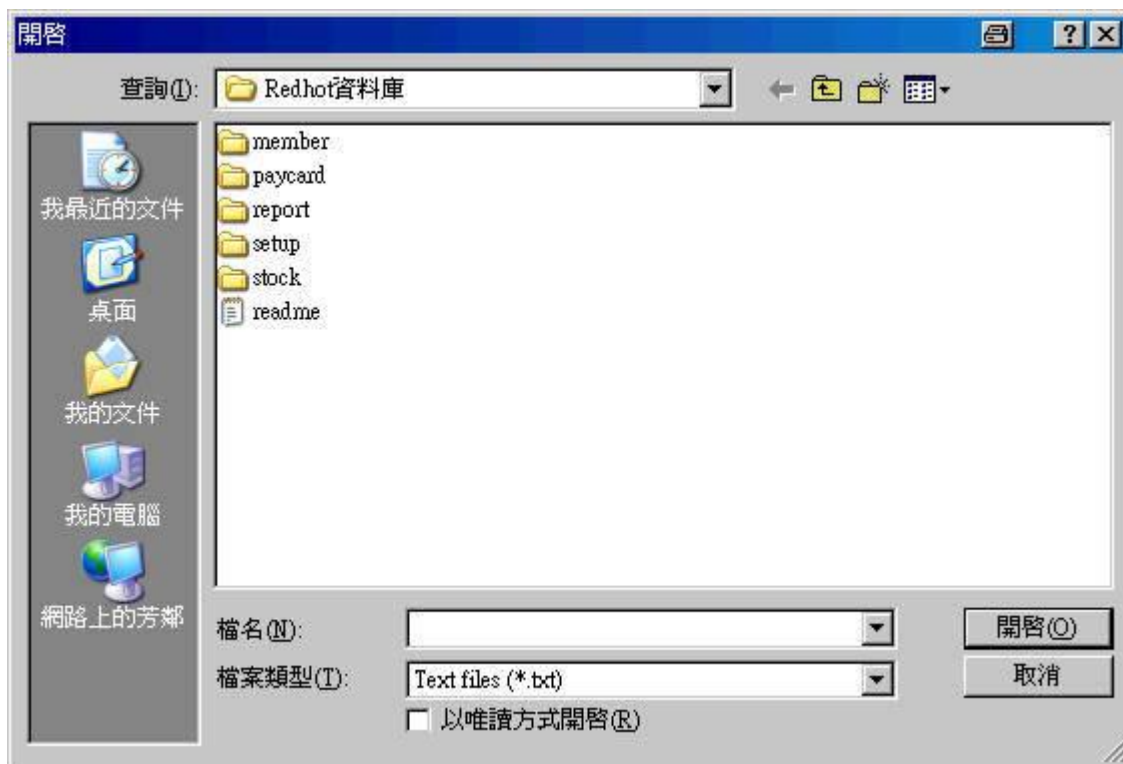 開啓
查詢(I):
Redhot資料庫
我最近的文件
桌面
我的文件
我的電腦
網路上的芳鄰
member
paycard
report
setup
stock
readme
檔名(N):
開啓(O)
檔案類型(T):
Text files (*.txt)
取消
以唯讀方式開啓(R)